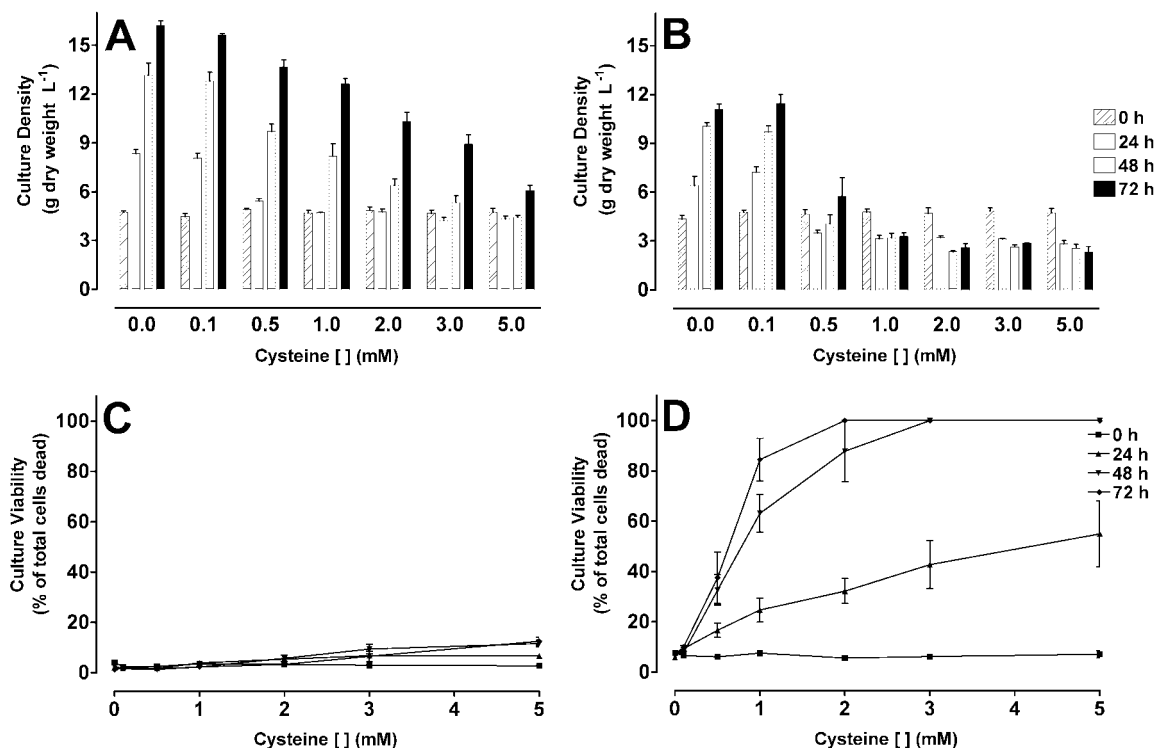 A
Culture Density
(g dry weight L-1)
15
12
9
6
3
0
0.0 0.1 0.5 1.0 2.0 3.0 5.0
Cysteine [ ] (mM)
B
Culture Density
(g dry weight L-1)
15
12
9
6
3
0
0.0 0.1 0.5 1.0 2.0 3.0 5.0
Cysteine [ ] (mM)
0 h
24 h
48 h
72 h
C
Culture Viability
(% of total cells dead)
100
80
60
40
20
0
0 1 2 3 4 5
Cysteine [ ] (mM)
D
Culture Viability
(% of total cells dead)
100
80
60
40
20
0
0 1 2 3 4 5
Cysteine [ ] (mM)
0 h
24 h
48 h
72 h